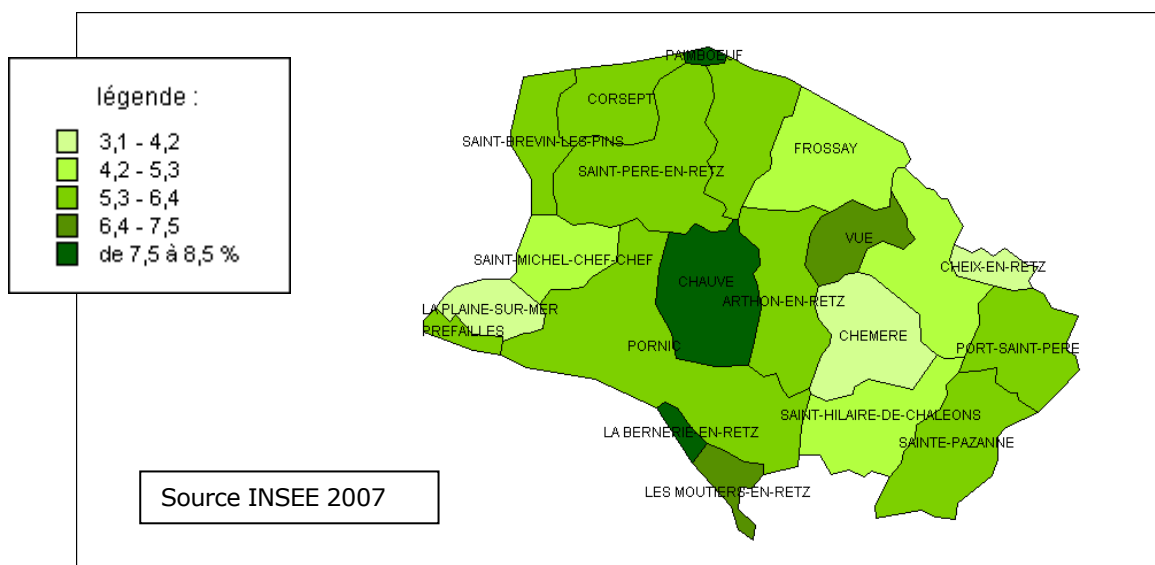 légende :
3,1 - 4,2
4,2 - 5,3
5,3 - 6,4
6,4 - 7,5
de 7,5 à 8,5 %
PAIMBOEUF
CORSEPT
SAINT-BREVIN-LES-PINS
FROSSAY
SAINT-PERE-EN-RETZ
VUE
SAINT-MICHEL-CHEF-CHEF
CHEIX-EN-RETZ
CHAUVE
ARTHON-EN-RETZ
LA PLAINE-SUR-MER
PREFAILLES
CHEMERE
PORNIC
PORT-SAINT-PERE
SAINT-HILAIRE-DE-CHALEONS
LA BERNERIE-EN-RETZ
SAINTE-PAZANNE
LES MOUTIERS-EN-RETZ
Source INSEE 2007